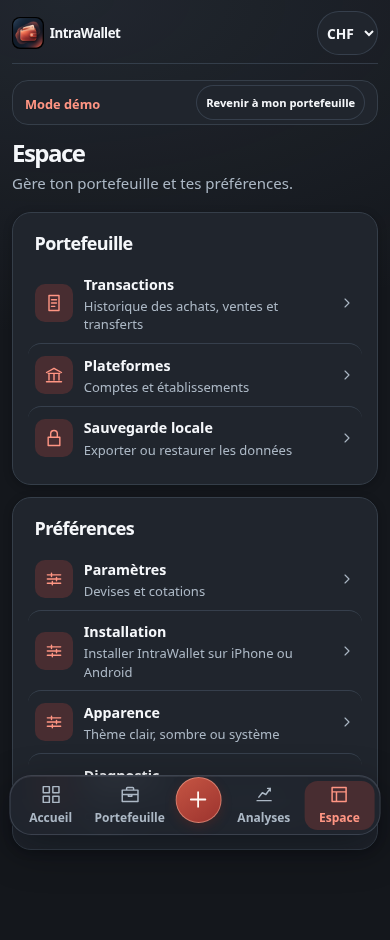 IntraWallet
CHF
Mode démo
Revenir à mon portefeuille
Espace
Gère ton portefeuille et tes préférences.
Portefeuille
Transactions
Historique des achats, ventes et
transferts
Plateformes
Comptes et établissements
Sauvegarde locale
Exporter ou restaurer les données
Préférences
Paramètres
Devises et cotations
Installation
Installer IntraWallet sur iPhone ou
Android
Apparence
Thème clair, sombre ou système
Diagnostic
Accueil
Portefeuille
Analyses
Espace